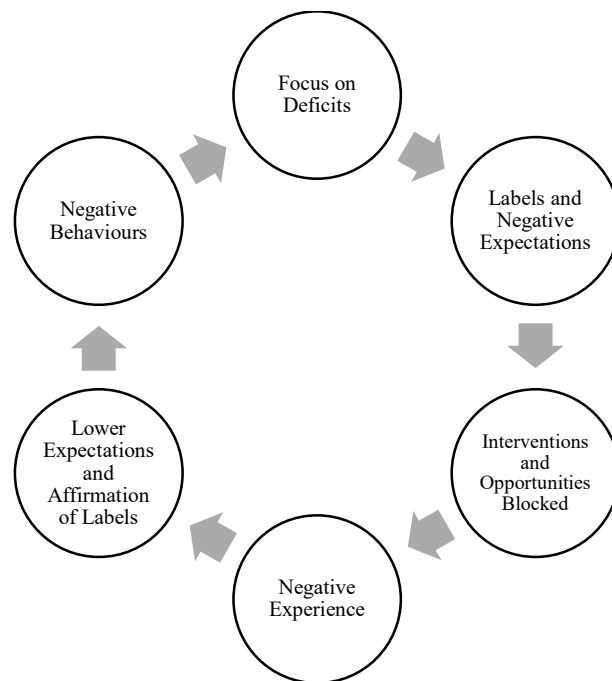 Focus on
Deficits
Labels and
Negative
Expectations
Interventions and
Opportunities
Blocked
Negative
Experience
Lower
Expectations
and
Affirmation
of Labels
Negative
Behaviours